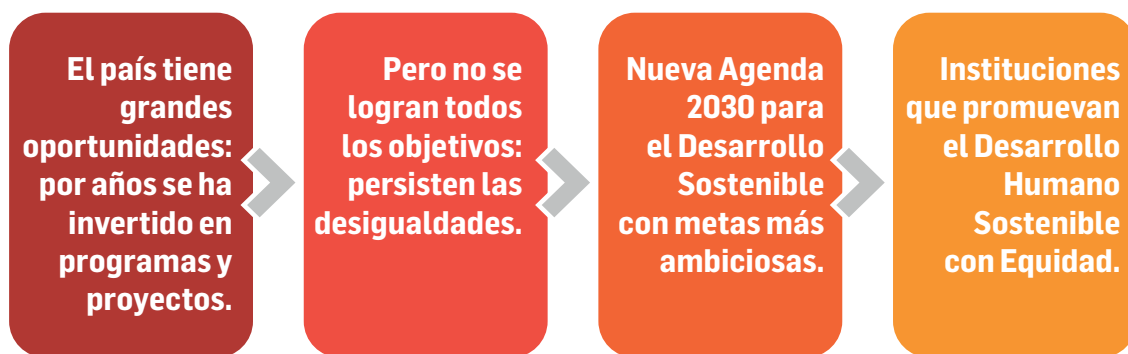 El país tiene
grandes
oportunidades:
por años se ha
invertido en
programas y
proyectos.
Pero no se
logran todos
los objetivos:
persisten las
desigualdades.
Nueva Agenda
2030 para
el Desarrollo
Sostenible
con metas más
ambiciosas.
Instituciones
que promuevan
el Desarrollo
Humano
Sostenible
con Equidad.